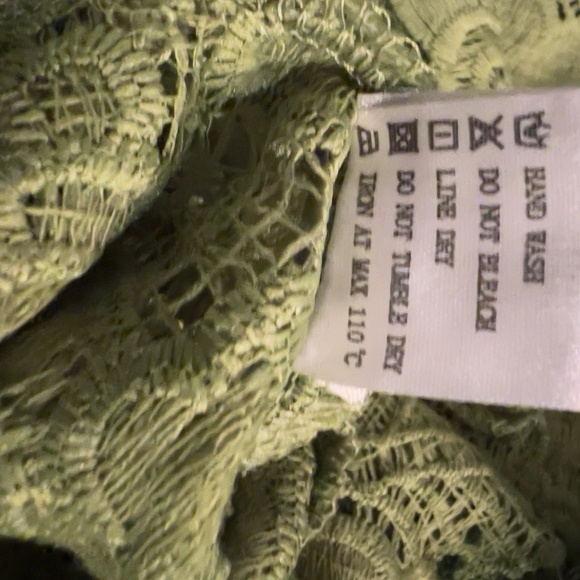 HAND WASH
DO NOT BLEACH
LINE DRY
DO NOT TUMBLE DRY
IRON AT MAX 110℃